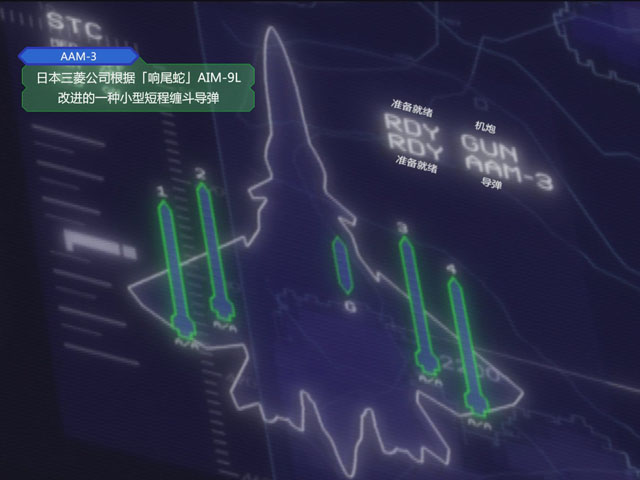 STC
AAM-3
日本三菱公司根据「响尾蛇」AIM-9L
改进的一种小型短程缠斗导弹
准备就绪 机炮
RDY GUN
RDY AAM-3
准备就绪 导弹
1 2 3 4
G
A/A A/A A/A A/A
2200